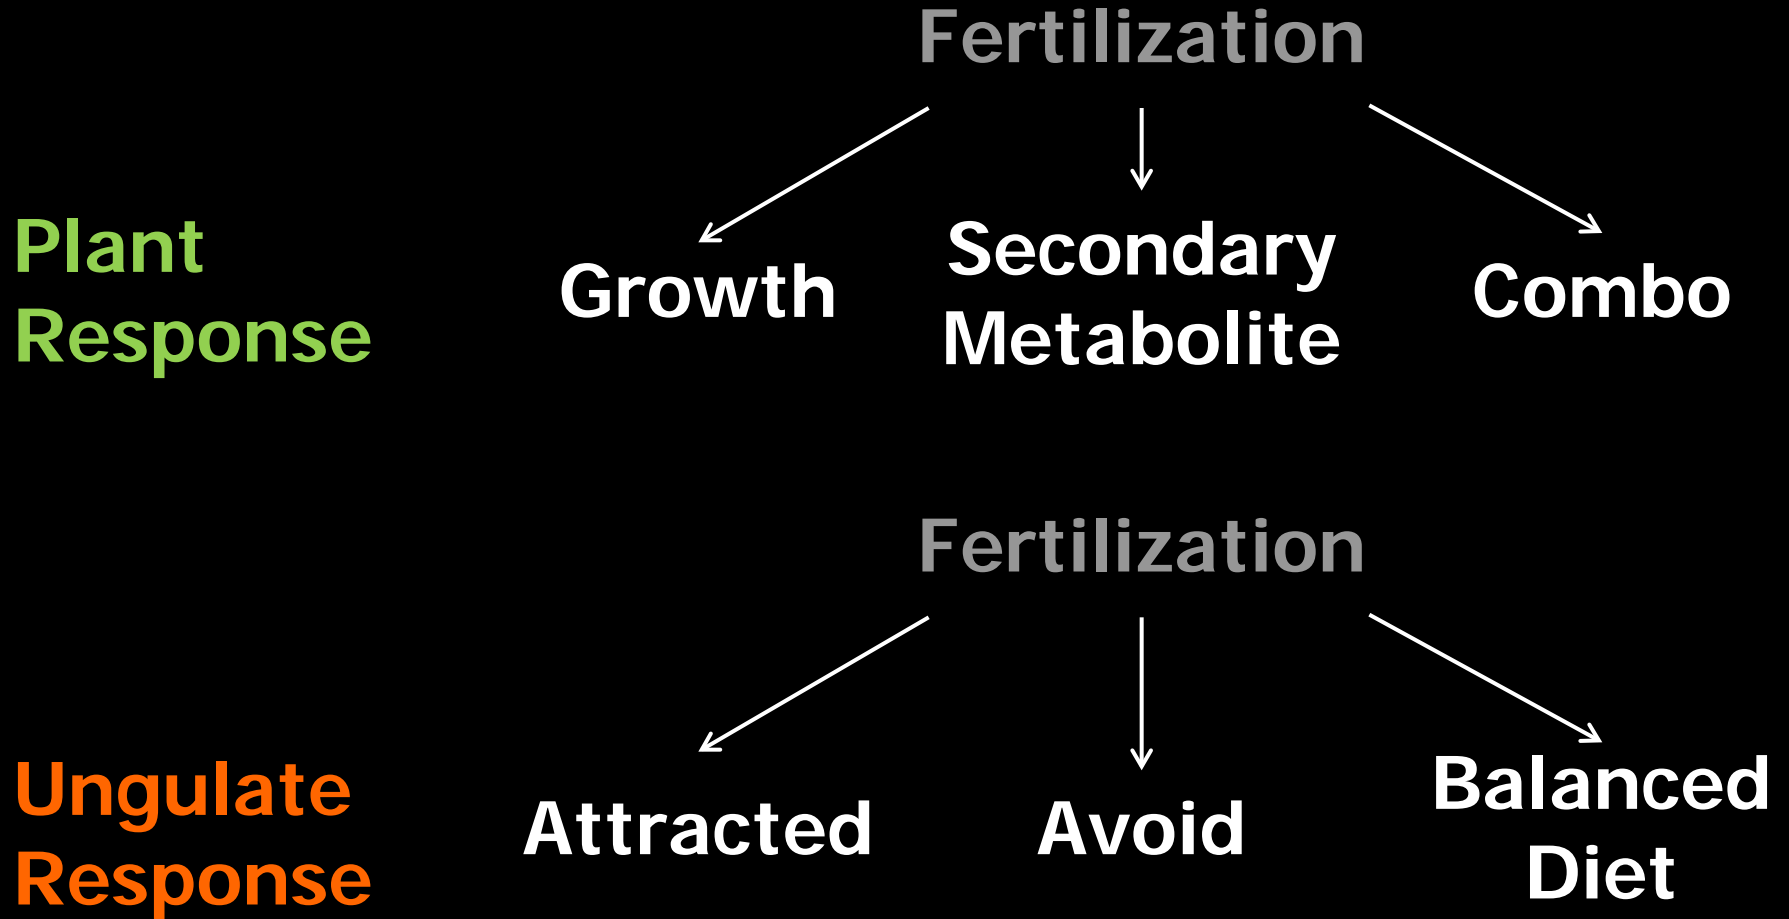 Fertilization
Plant
Response
Growth
Secondary
Metabolite
Combo
Fertilization
Ungulate
Response
Attracted
Avoid
Balanced
Diet